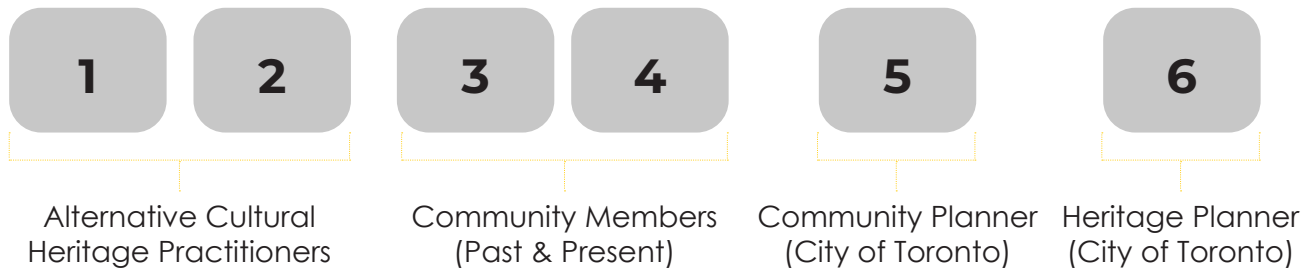 1 2 3 4 5 6
Alternative Cultural
Heritage Practitioners
Community Members
(Past & Present)
Community Planner
(City of Toronto)
Heritage Planner
(City of Toronto)